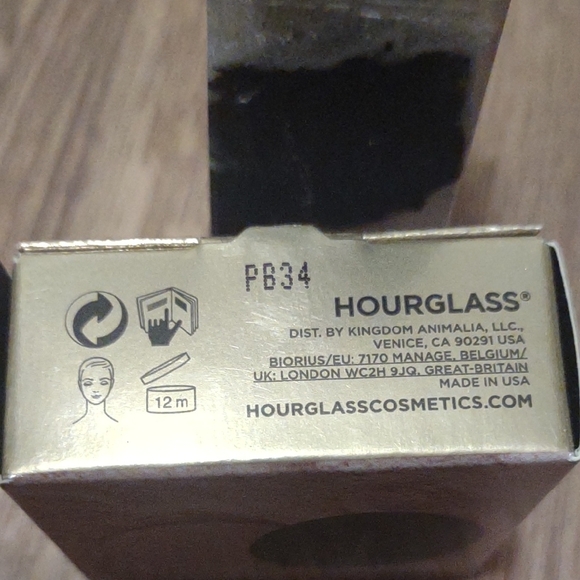 PB34
HOURGLASS®
DIST. BY KINGDOM ANIMALIA, LLC.,
VENICE, CA 90291 USA
BIORIUS/EU: 7170 MANAGE, BELGIUM/
UK: LONDON WC2H 9JQ, GREAT-BRITAIN
MADE IN USA
12 m
HOURGLASSCOSMETICS.COM